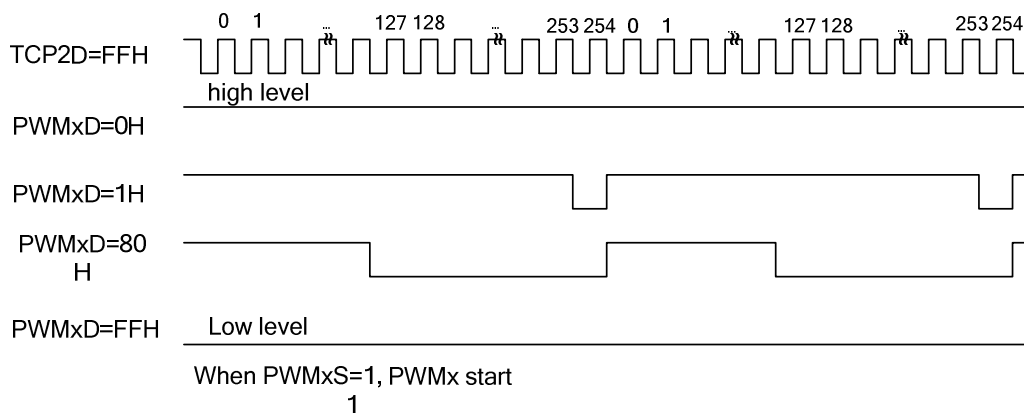 0 1 ... 127 128 ... 253 254 0 1 ... 127 128 ... 253 254
TCP2D=FFH
high level
PWMxD=0H
PWMxD=1H
PWMxD=80
H
PWMxD=FFH Low level
When PWMxS=1, PWMx start
1